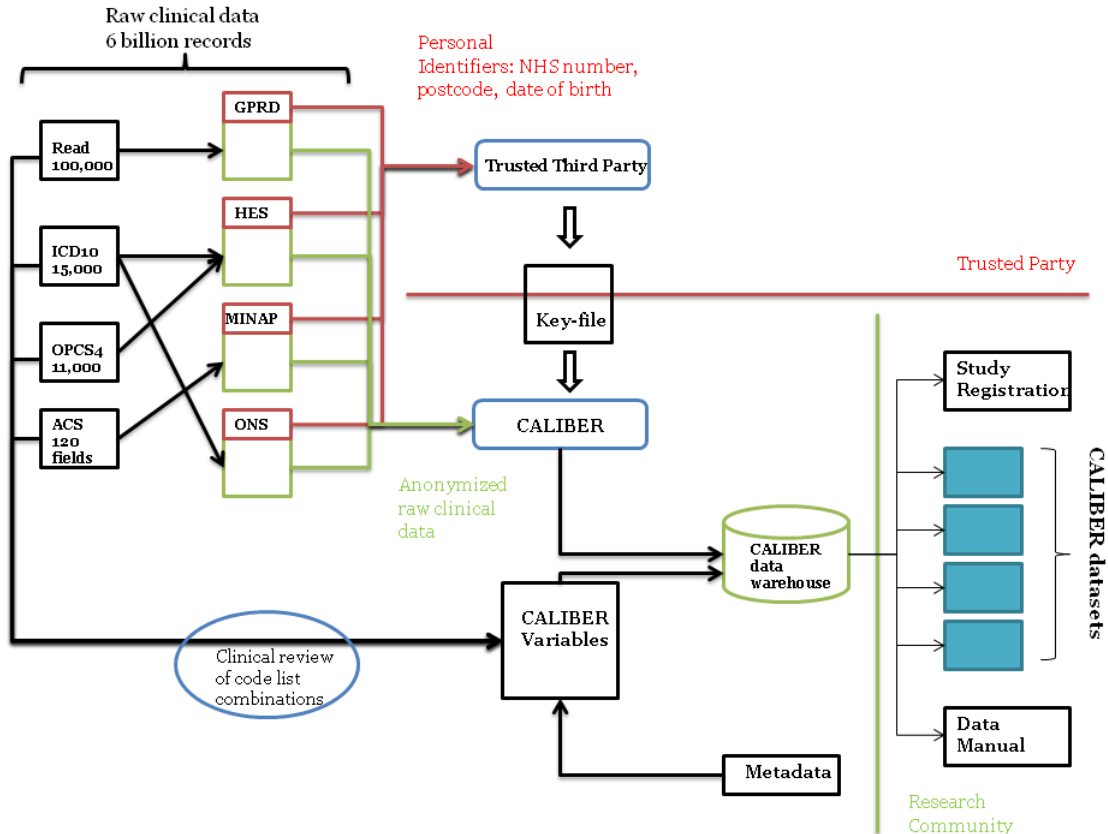 Raw clinical data
6 billion records
Personal
Identifiers: NHS number,
postcode, date of birth
GPRD
Read
100,000
Trusted Third Party
HES
ICD10
15,000
Trusted Party
Key-file
MINAP
OPCS4
11,000
Study
Registration
ACS
120
fields
ONS
CALIBER
Anonymized
raw clinical
data
CALIBER datasets
CALIBER
data
warehouse
CALIBER
Variables
Clinical review
of code list
combinations
Data
Manual
Metadata
Research
Community